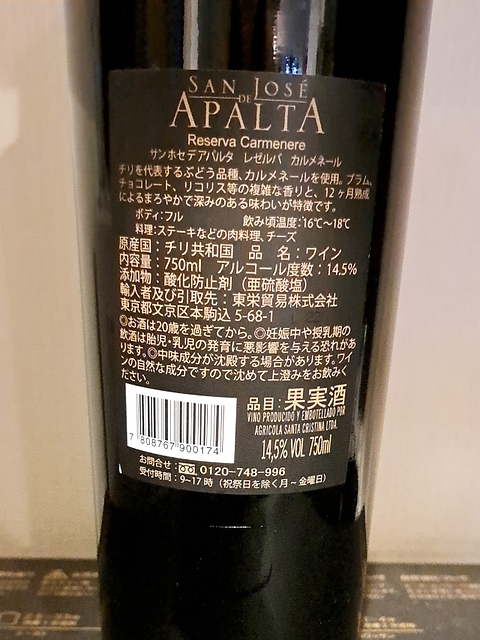 SAN JOSÉ
DE
APALTA
Reserva Carmenere
サンホセデアパルタ レゼルバ カルメネール
チリを代表するぶどう品種、カルメネールを使用。プラム、
チョコレート、リコリス等の複雑な香りと、12ヶ月熟成
によるまろやかで深みのある味わいが特徴です。
ボディ:フル 飲み頃温度:16℃~18℃
料理:ステーキなどの肉料理、チーズ
原産国:チリ共和国 品 名:ワイン
内容量:750ml アルコール度数:14.5%
添加物:酸化防止剤(亜硫酸塩)
輸入者及び引取先:東栄貿易株式会社
東京都文京区本駒込 5-68-1
◎お酒は20歳を過ぎてから。◎妊娠中や授乳期の
飲酒は胎児・乳児の発育に悪影響を与える恐れがあ
ります。◎中味成分が沈殿する場合があります。ワイ
ンの自然な成分ですので沈めて上澄みをお飲みく
ださい。
品目:果実酒
VINO PRODUCIDO Y EMBOTELLADO POR
AGRICOLA SANTA CRISTINA LTDA.
14,5% VOL 750ml
7 808767 900174
お問合せ: 0120-748-996
受付時間:9~17時(祝祭日を除く月~金曜日)